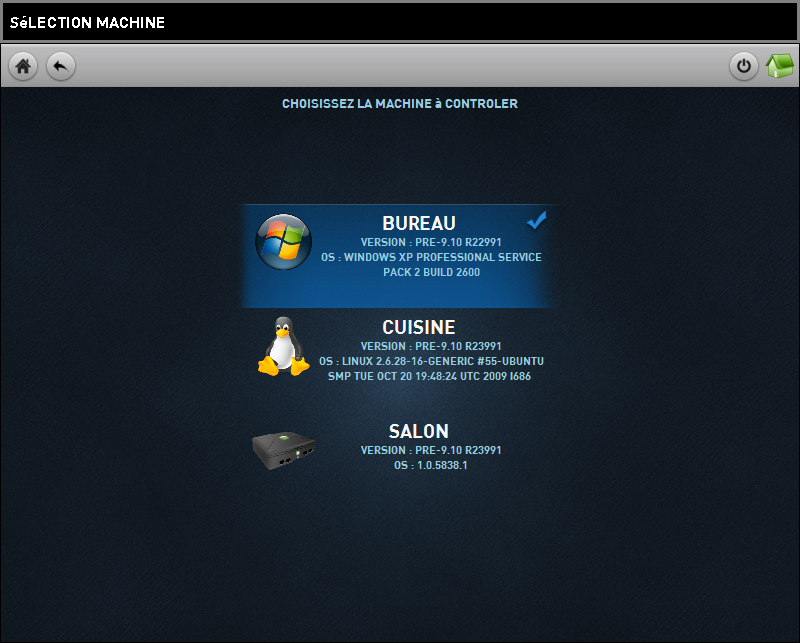 SéLECTION MACHINE
CHOISISSEZ LA MACHINE à CONTROLER
BUREAU
VERSION : PRE-9.10 R22991
OS : WINDOWS XP PROFESSIONAL SERVICE
PACK 2 BUILD 2600
CUISINE
VERSION : PRE-9.10 R23991
OS : LINUX 2.6.28-16-GENERIC #55-UBUNTU
SMP TUE OCT 20 19:48:24 UTC 2009 I686
SALON
VERSION : PRE-9.10 R23991
OS : 1.0.5838.1